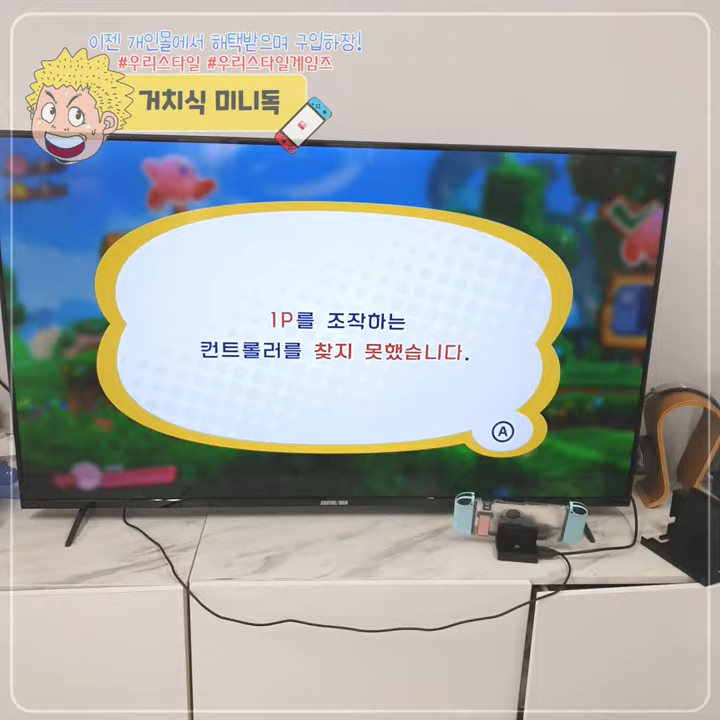 이젠 개인몰에서 해택받으며 구입하장!
#우리스타일 #우리스타일게임즈
거치식 미니독
1P를 조작하는
컨트롤러를 찾지 못했습니다.
A